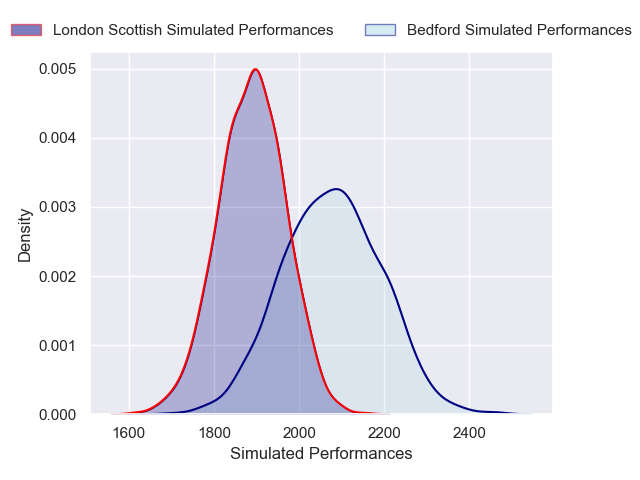 London Scottish Simulated Performances Bedford Simulated Performances
0.005
0.004
0.003
0.002
0.001
0.000
Density
1600 1800 2000 2200 2400
Simulated Performances